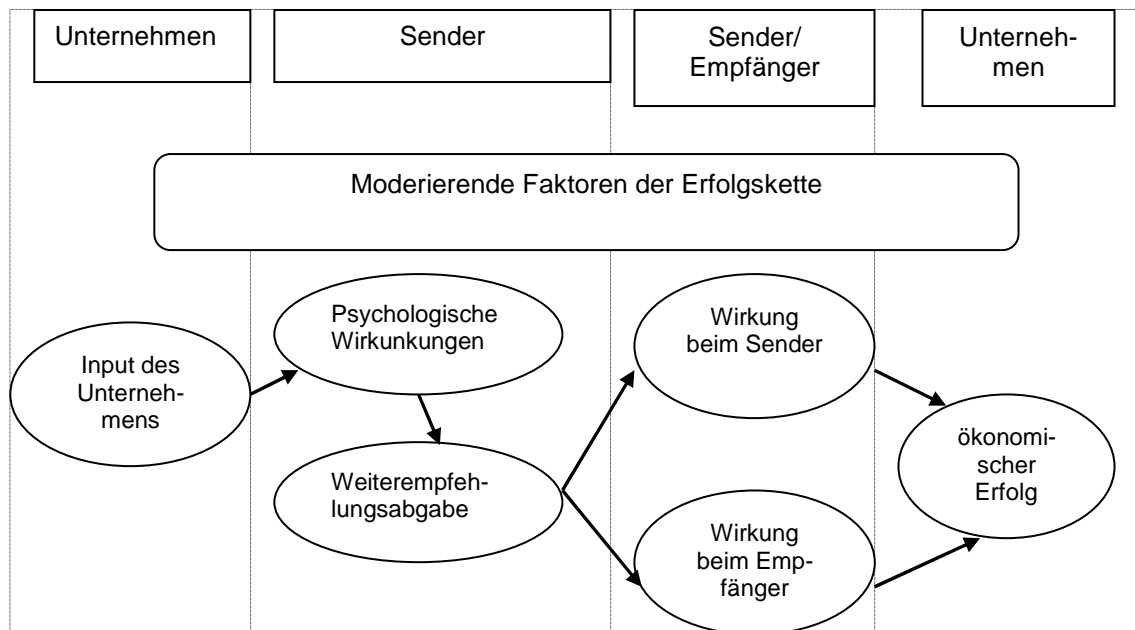 Unternehmen
Sender
Sender/
Empfänger
Unterneh-
men
Moderierende Faktoren der Erfolgskette
Input des
Unterneh-
mens
Psychologische
Wirkunkungen
Weiterempfeh-
lungsabgabe
Wirkung
beim Sender
Wirkung
beim Emp-
fänger
ökonomi-
scher
Erfolg